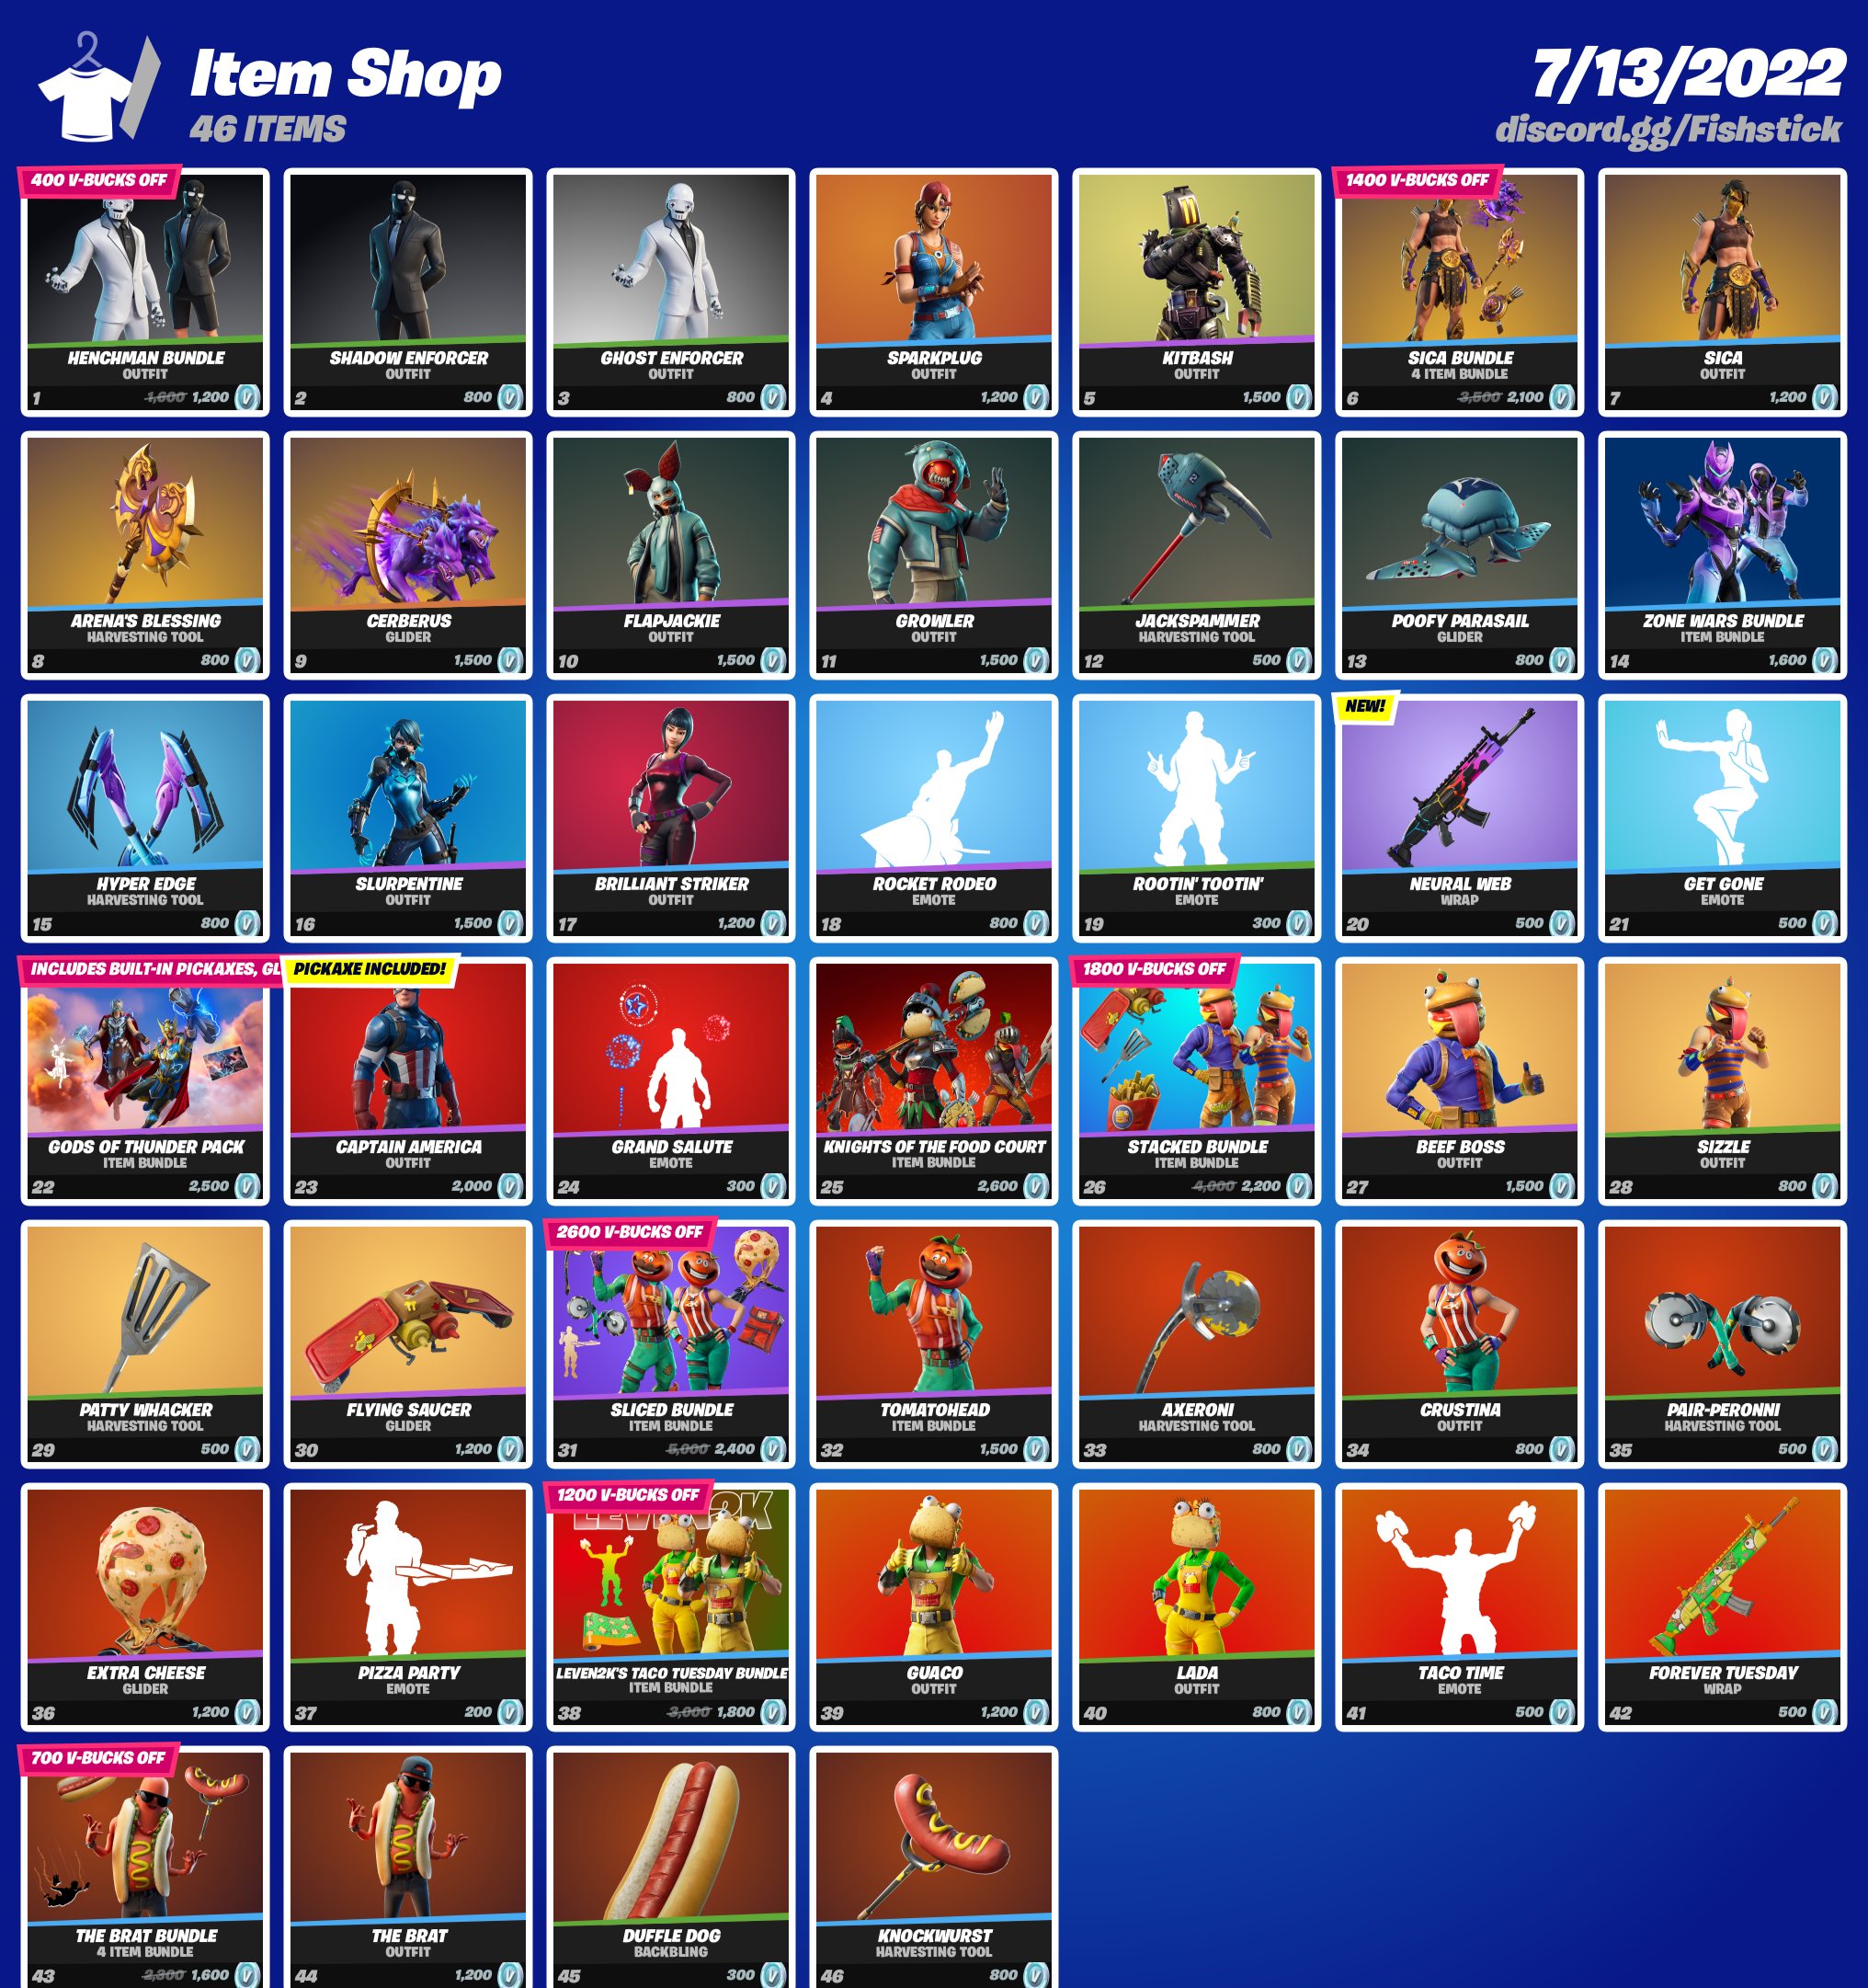 Item Shop
46 ITEMS
7/13/2022
discord.gg/Fishstick
400 V-BUCKS OFF
HENCHMAN BUNDLE
OUTFIT
1 1,600 1,200
SHADOW ENFORCER
OUTFIT
2 800
GHOST ENFORCER
OUTFIT
3 800
SPARKPLUG
OUTFIT
4 1,200
KITBASH
OUTFIT
5 1,500
1400 V-BUCKS OFF
SICA BUNDLE
4 ITEM BUNDLE
6 3,500 2,100
SICA
OUTFIT
7 1,200
ARENA'S BLESSING
HARVESTING TOOL
8 800
CERBERUS
GLIDER
9 1,500
FLAPJACKIE
OUTFIT
10 1,500
GROWLER
OUTFIT
11 1,500
JACKSPAMMER
HARVESTING TOOL
12 500
POOFY PARASAIL
GLIDER
13 800
ZONE WARS BUNDLE
ITEM BUNDLE
14 1,600
HYPER EDGE
HARVESTING TOOL
15 800
SLURPENTINE
OUTFIT
16 1,500
BRILLIANT STRIKER
OUTFIT
17 1,200
ROCKET RODEO
EMOTE
18 800
ROOTIN' TOOTIN'
EMOTE
19 300
NEW!
NEURAL WEB
WRAP
20 500
GET GONE
EMOTE
21 500
INCLUDES BUILT-IN PICKAXES, GL
GODS OF THUNDER PACK
ITEM BUNDLE
22 2,500
PICKAXE INCLUDED!
CAPTAIN AMERICA
OUTFIT
23 2,000
GRAND SALUTE
EMOTE
24 300
KNIGHTS OF THE FOOD COURT
ITEM BUNDLE
25 2,600
1800 V-BUCKS OFF
STACKED BUNDLE
ITEM BUNDLE
26 4,000 2,200
BEEF BOSS
OUTFIT
27 1,500
SIZZLE
OUTFIT
28 800
PATTY WHACKER
HARVESTING TOOL
29 500
FLYING SAUCER
GLIDER
30 1,200
2600 V-BUCKS OFF
SLICED BUNDLE
ITEM BUNDLE
31 5,000 2,400
TOMATOHEAD
ITEM BUNDLE
32 1,500
AXERONI
HARVESTING TOOL
33 800
CRUSTINA
OUTFIT
34 800
PAIR-PERONNI
HARVESTING TOOL
35 500
EXTRA CHEESE
GLIDER
36 1,200
PIZZA PARTY
EMOTE
37 200
1200 V-BUCKS OFF
LEVEN2K
LEVEN2K'S TACO TUESDAY BUNDLE
ITEM BUNDLE
38 3,000 1,800
GUACO
OUTFIT
39 1,200
LADA
OUTFIT
40 800
TACO TIME
EMOTE
41 500
FOREVER TUESDAY
WRAP
42 500
700 V-BUCKS OFF
THE BRAT BUNDLE
4 ITEM BUNDLE
43 2,300 1,600
THE BRAT
OUTFIT
44 1,200
DUFFLE DOG
BACKBLING
45 300
KNOCKWURST
HARVESTING TOOL
46 800